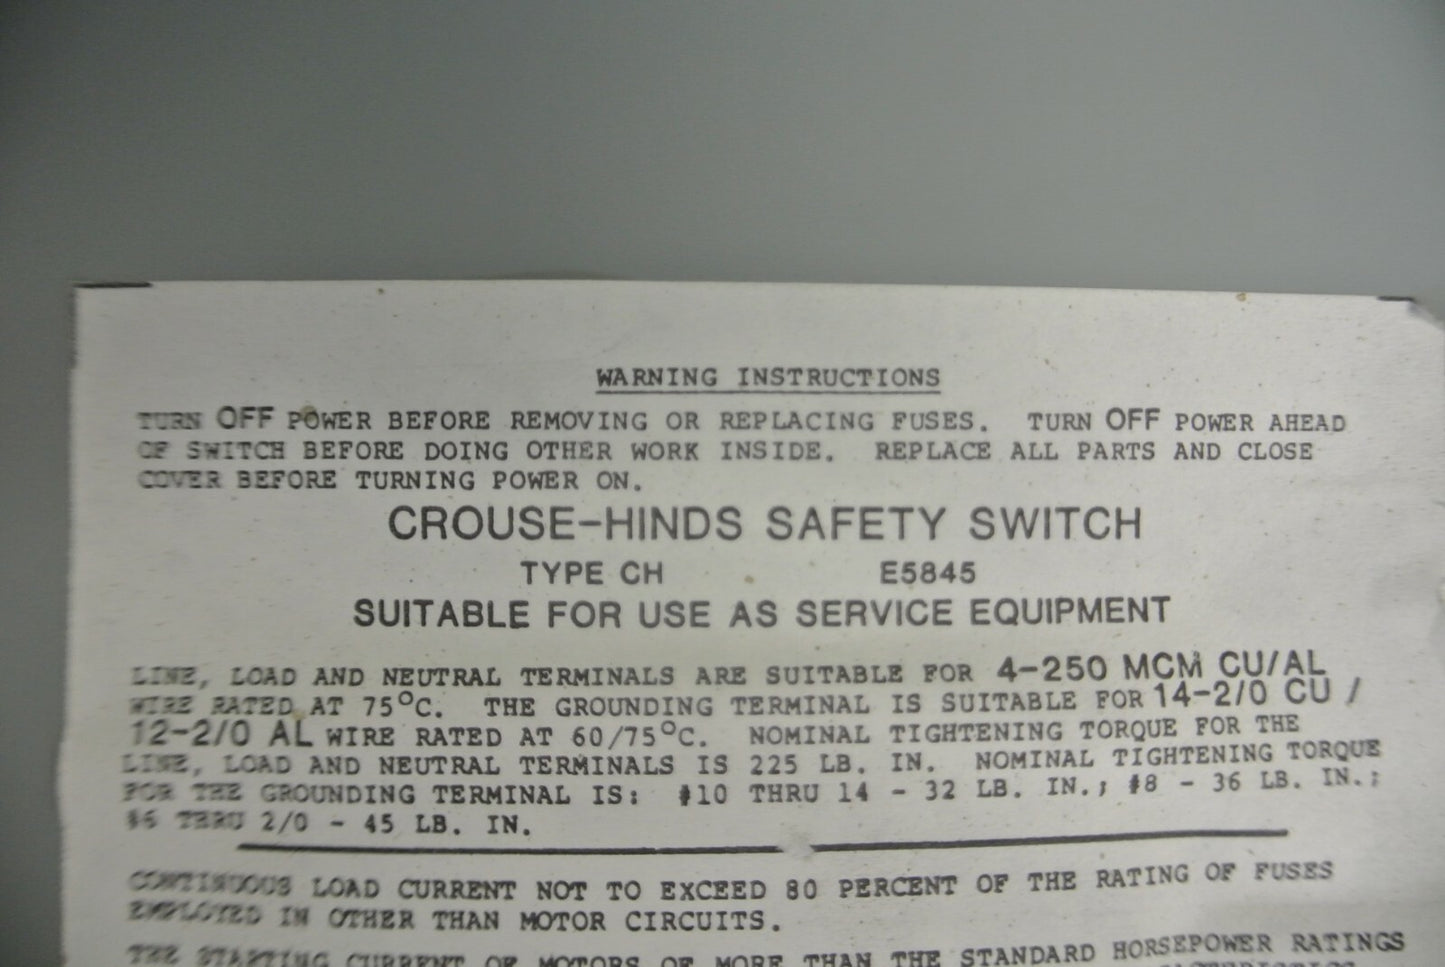 WARNING INSTRUCTIONS
TURN OFF POWER BEFORE REMOVING OR REPLACING FUSES. TURN OFF POWER AHEAD
OF SWITCH BEFORE DOING OTHER WORK INSIDE. REPLACE ALL PARTS AND CLOSE
COVER BEFORE TURNING POWER ON.
CROUSE-HINDS SAFETY SWITCH
TYPE CH E5845
SUITABLE FOR USE AS SERVICE EQUIPMENT
LINE, LOAD AND NEUTRAL TERMINALS ARE SUITABLE FOR 4-250 MCM CU/AL
WIRE RATED AT 75°C. THE GROUNDING TERMINAL IS SUITABLE FOR 14-2/0 CU /
12-2/0 AL WIRE RATED AT 60/75°C. NOMINAL TIGHTENING TORQUE FOR THE
LINE, LOAD AND NEUTRAL TERMINALS IS 225 LB. IN. NOMINAL TIGHTENING TORQUE
FOR THE GROUNDING TERMINAL IS: #10 THRU 14 - 32 LB. IN.; #8 - 36 LB. IN.;
#6 THRU 2/0 - 45 LB. IN.
CONTINUOUS LOAD CURRENT NOT TO EXCEED 80 PERCENT OF THE RATING OF FUSES
EMPLOYED IN OTHER THAN MOTOR CIRCUITS.
THE STARTING CURRENT OF MOTORS OF MORE THAN THE STANDARD HORSEPOWER RATINGS